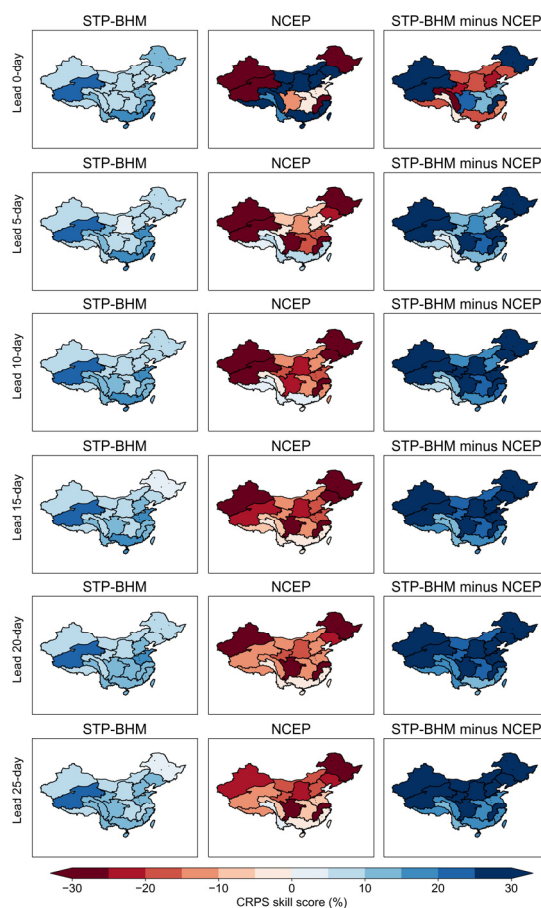 STP-BHM NCEP STP-BHM minus NCEP
Lead 0-day
STP-BHM NCEP STP-BHM minus NCEP
Lead 5-day
STP-BHM NCEP STP-BHM minus NCEP
Lead 10-day
STP-BHM NCEP STP-BHM minus NCEP
Lead 15-day
STP-BHM NCEP STP-BHM minus NCEP
Lead 20-day
STP-BHM NCEP STP-BHM minus NCEP
Lead 25-day
−30 −20 −10 0 10 20 30
CRPS skill score (%)